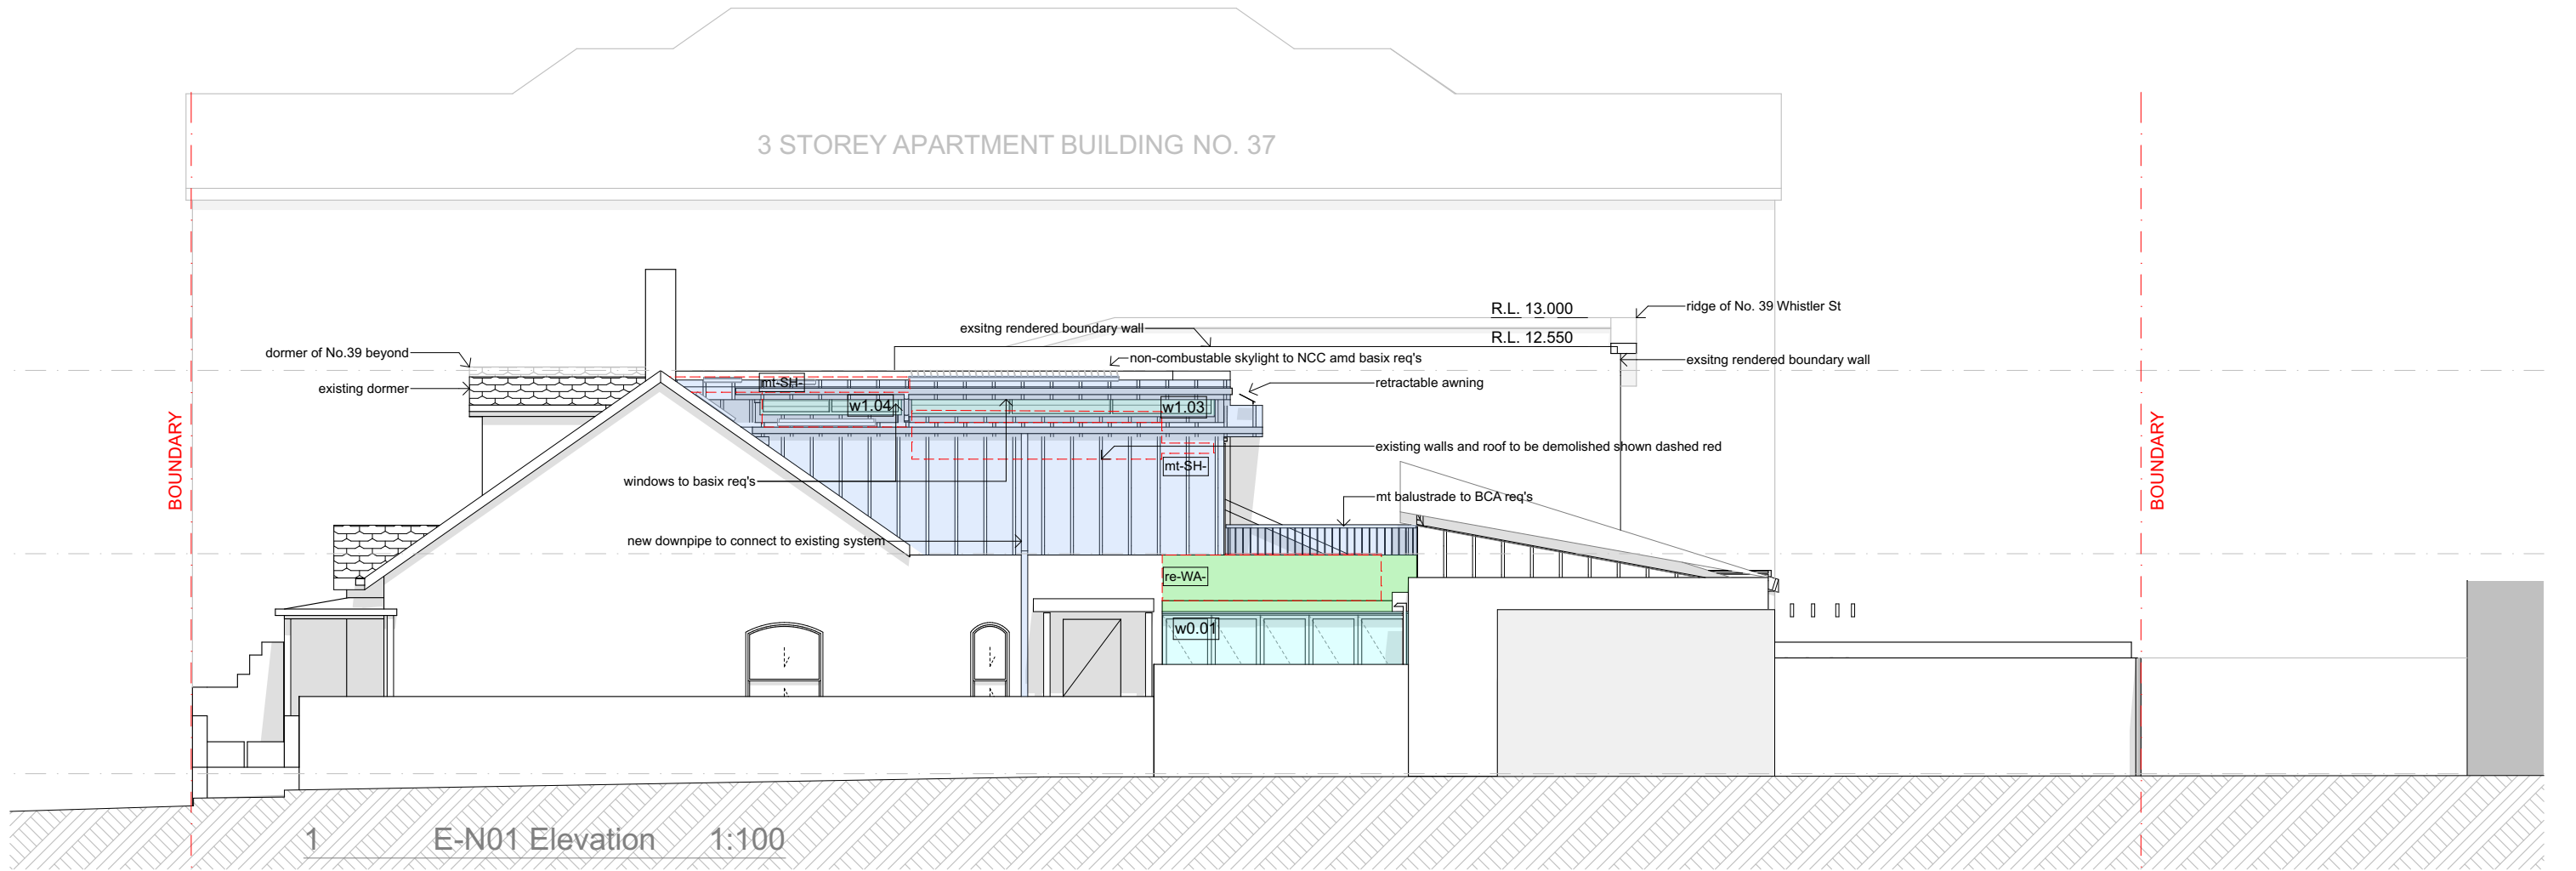 3 STOREY APARTMENT BUILDING NO. 37
R.L. 13.000
ridge of No. 39 Whistler St
exsitng rendered boundary wall
R.L. 12.550
dormer of No.39 beyond
non-combustable skylight to NCC amd basix req's
exsitng rendered boundary wall
existing dormer
mt-SH-
retractable awning
w1.04
w1.03
BOUNDARY
BOUNDARY
existing walls and roof to be demolished shown dashed red
mt-SH-
windows to basix req's
mt balustrade to BCA req's
new downpipe to connect to existing system
re-WA-
w0.01
1 E-N01 Elevation 1:100